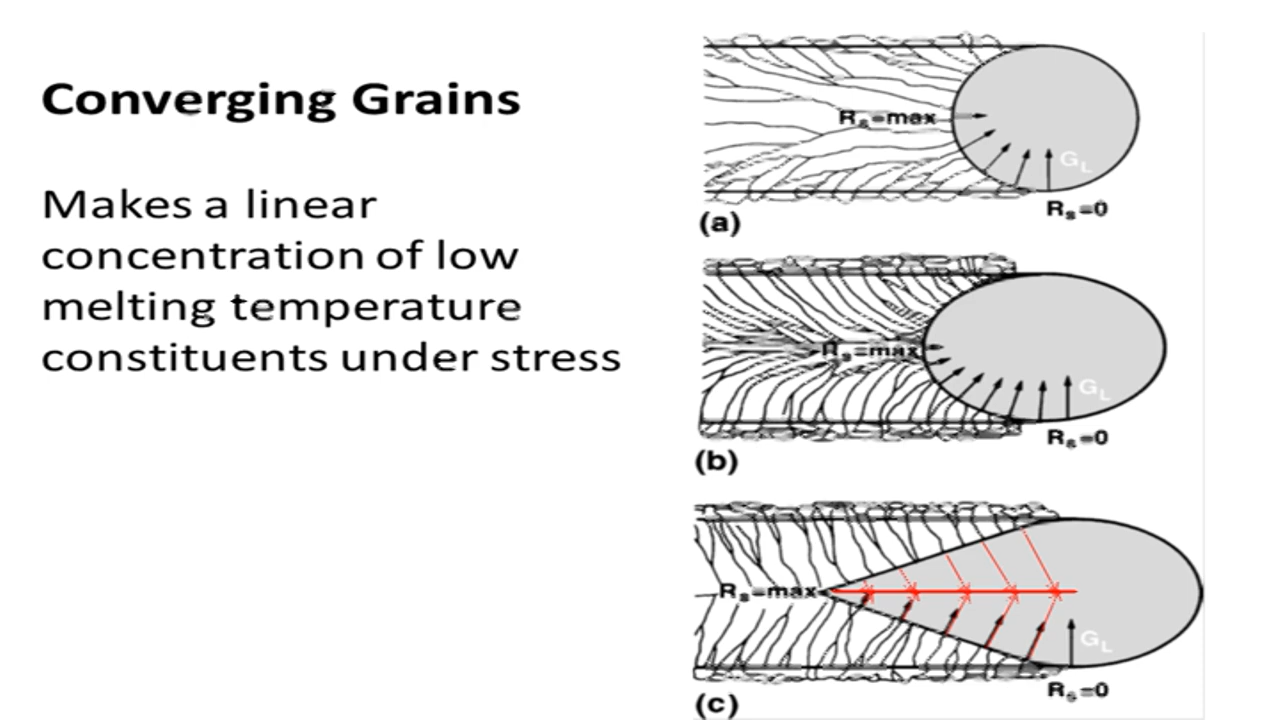 Converging Grains
Makes a linear
concentration of low
melting temperature
constituents under stress
Rs=max
GL
Rs=0
(a)
Rs=max
GL
Rs=0
(b)
Rs=max
GL
Rs=0
(c)